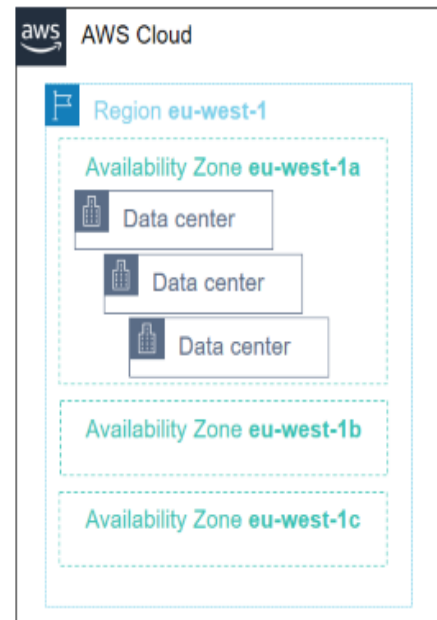 aws
AWS Cloud
Region eu-west-1
Availability Zone eu-west-1a
Data center
Data center
Data center
Availability Zone eu-west-1b
Availability Zone eu-west-1c